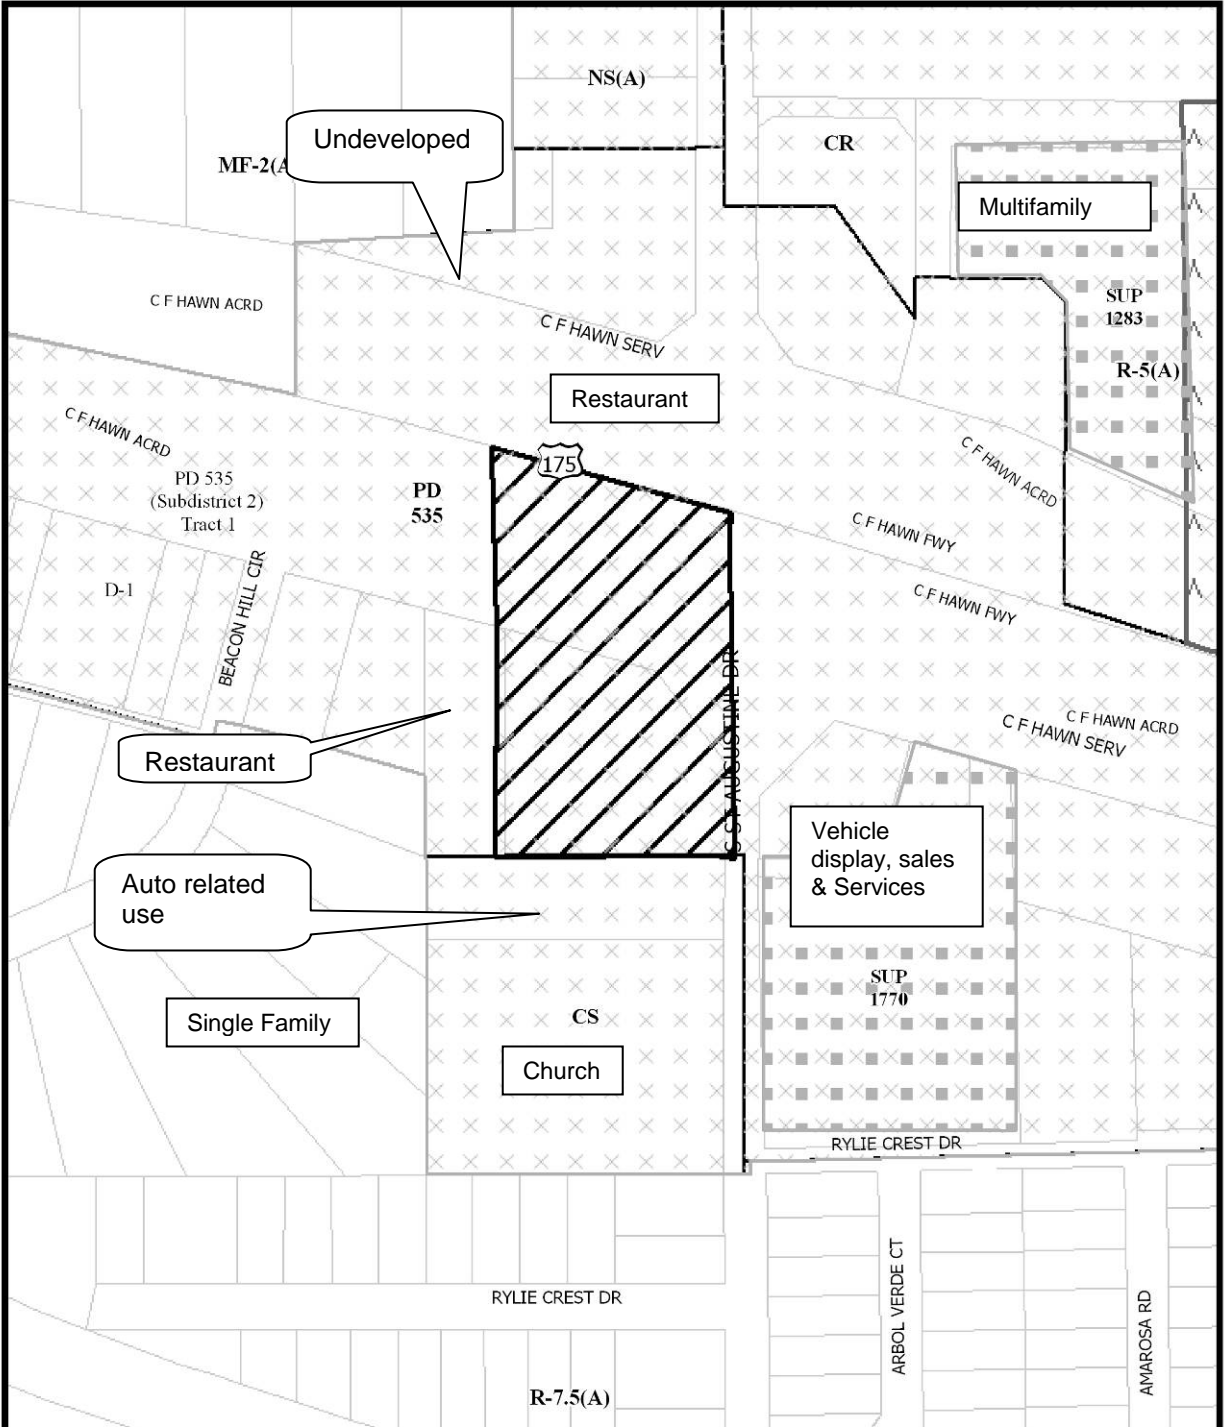 NS(A)
Undeveloped
CR
MF-2(A
Multifamily
C F HAWN ACRD
SUP
1283
C F HAWN SERV
R-5(A)
Restaurant
C F HAWN ACRD
C F HAWN ACRD
175
PD 535
(Subdistrict 2)
Tract 1
PD
535
C F HAWN FWY
D-1
BEACON HILL CIR
C F HAWN FWY
S ST AUGUSTINE DR
C F HAWN ACRD
C F HAWN SERV
Restaurant
Vehicle
display, sales
& Services
Auto related
use
SUP
1770
Single Family
CS
Church
RYLIE CREST DR
RYLIE CREST DR
ARBOL VERDE CT
AMAROSA RD
R-7.5(A)